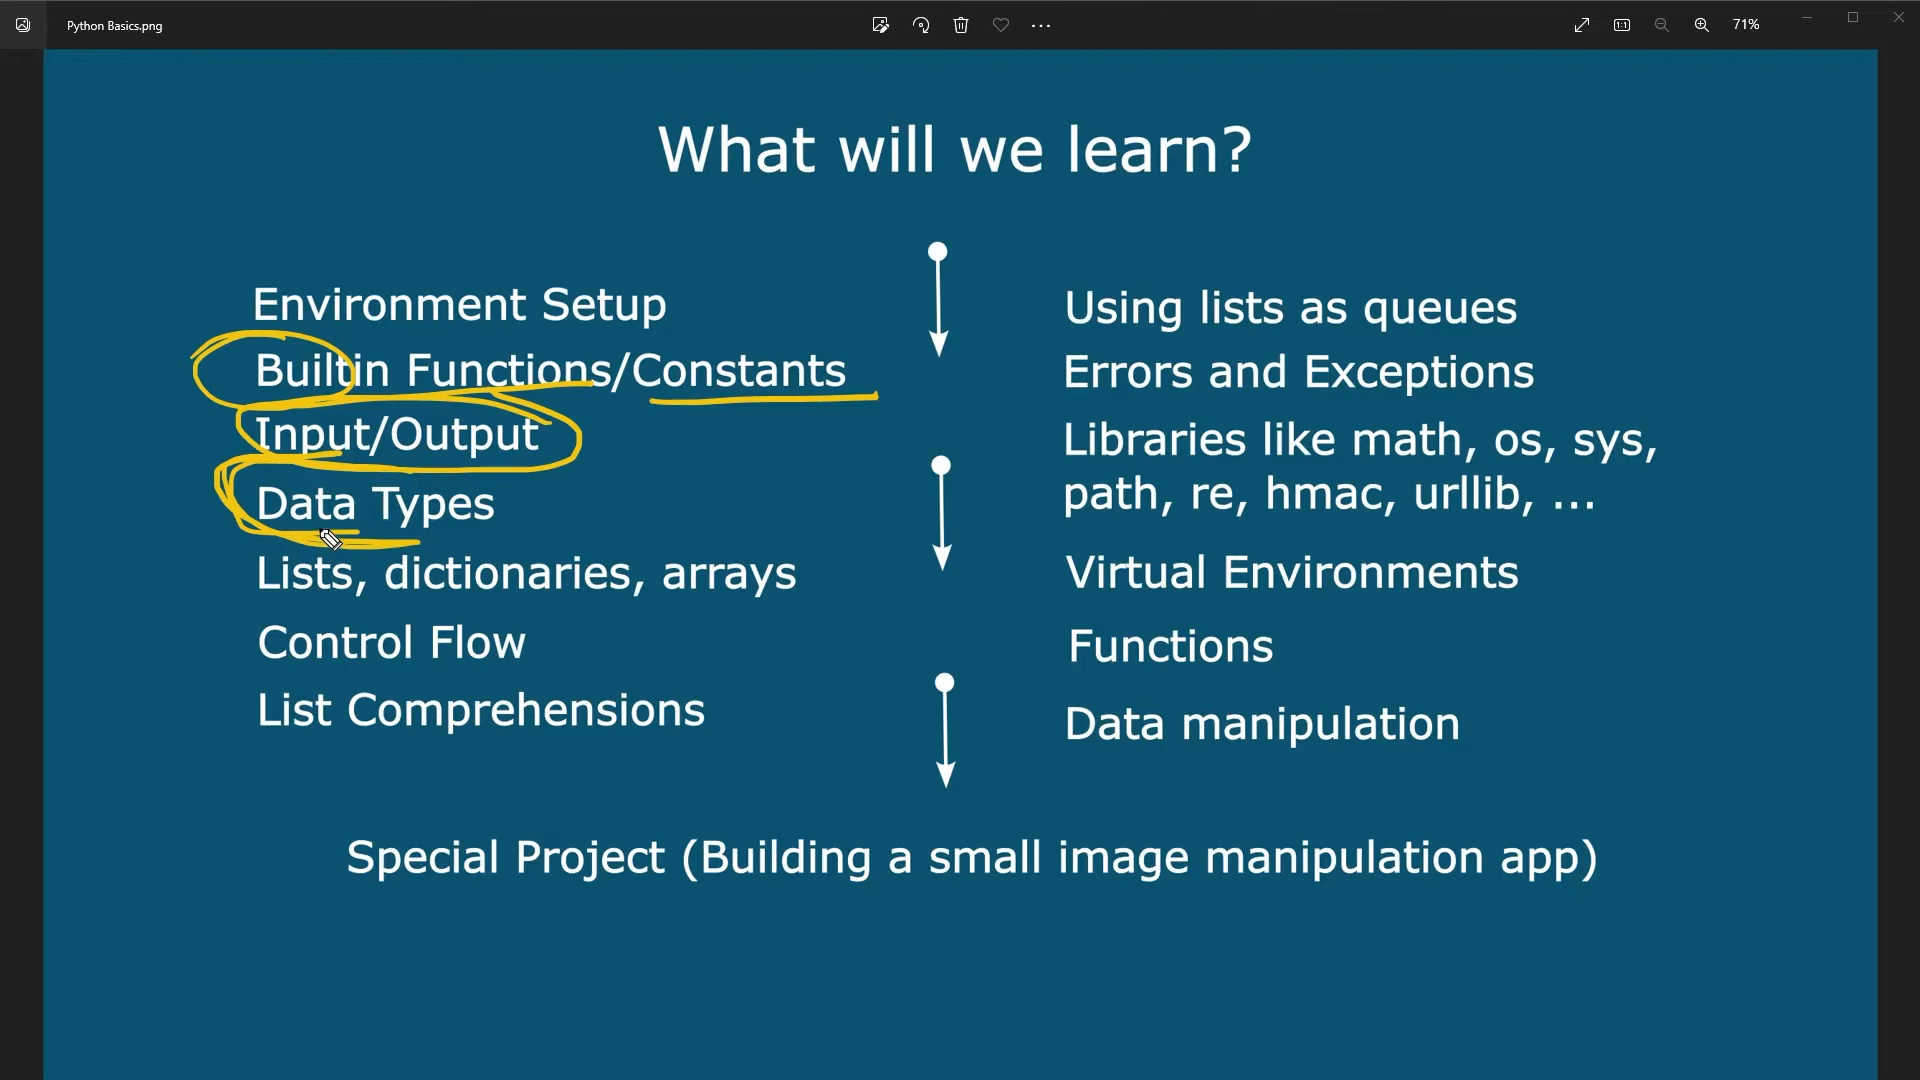 Python Basics.png
71%
What will we learn?
Environment Setup
Builtin Functions/Constants
Input/Output
Data Types
Lists, dictionaries, arrays
Control Flow
List Comprehensions
Using lists as queues
Errors and Exceptions
Libraries like math, os, sys,
path, re, hmac, urllib, ...
Virtual Environments
Functions
Data manipulation
Special Project (Building a small image manipulation app)